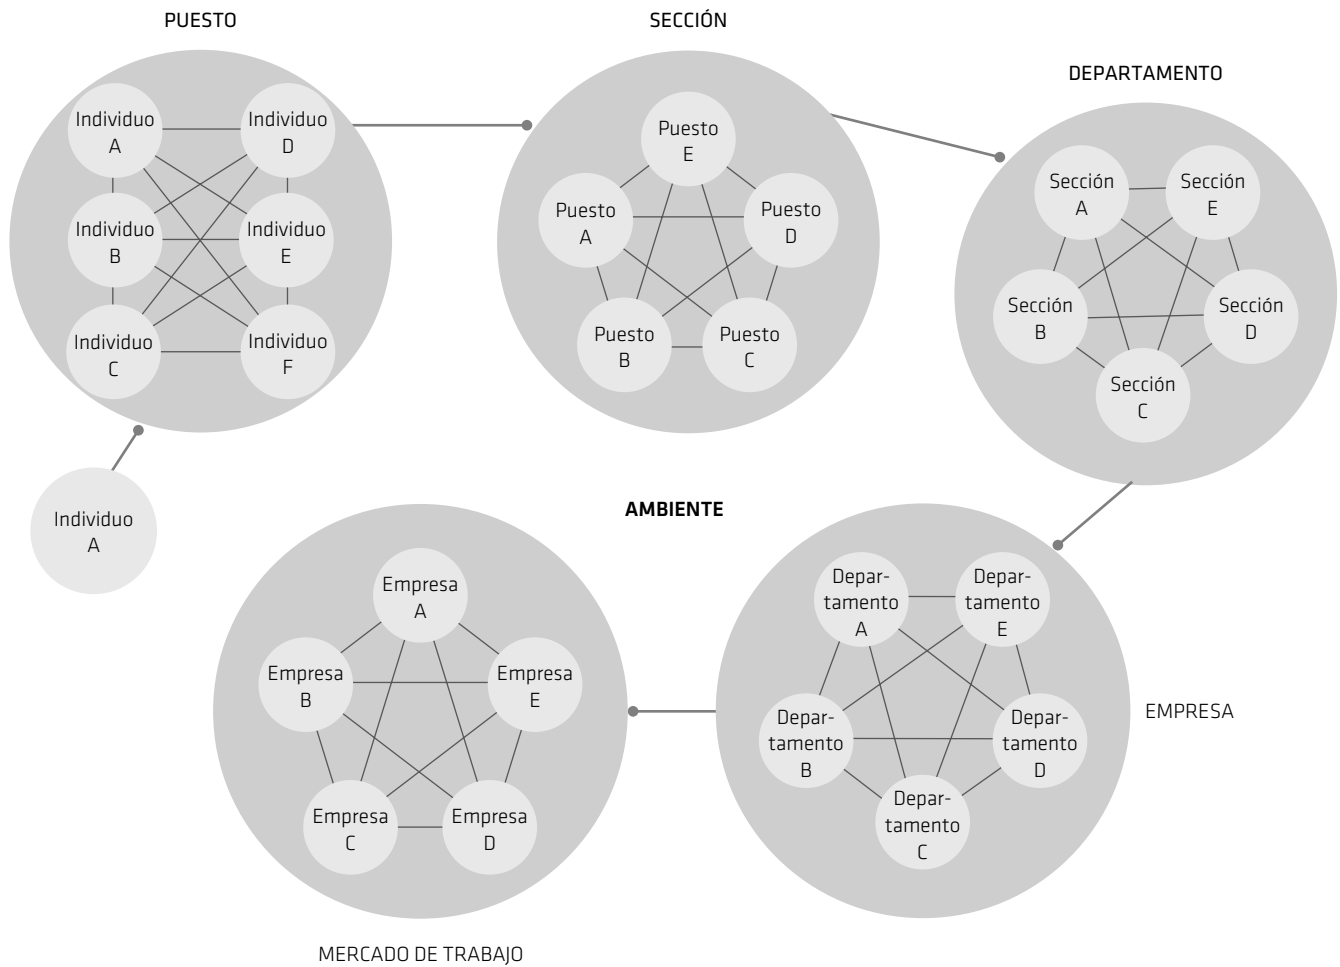 PUESTO
Individuo
A
Individuo
D
Individuo
B
Individuo
E
Individuo
C
Individuo
F
Individuo
A
SECCIÓN
Puesto
E
Puesto
A
Puesto
D
Puesto
B
Puesto
C
DEPARTAMENTO
Sección
A
Sección
E
Sección
B
Sección
D
Sección
C
AMBIENTE
Depar-
tamento
A
Depar-
tamento
E
Depar-
tamento
B
Depar-
tamento
D
Depar-
tamento
C
EMPRESA
Empresa
A
Empresa
B
Empresa
E
Empresa
C
Empresa
D
MERCADO DE TRABAJO